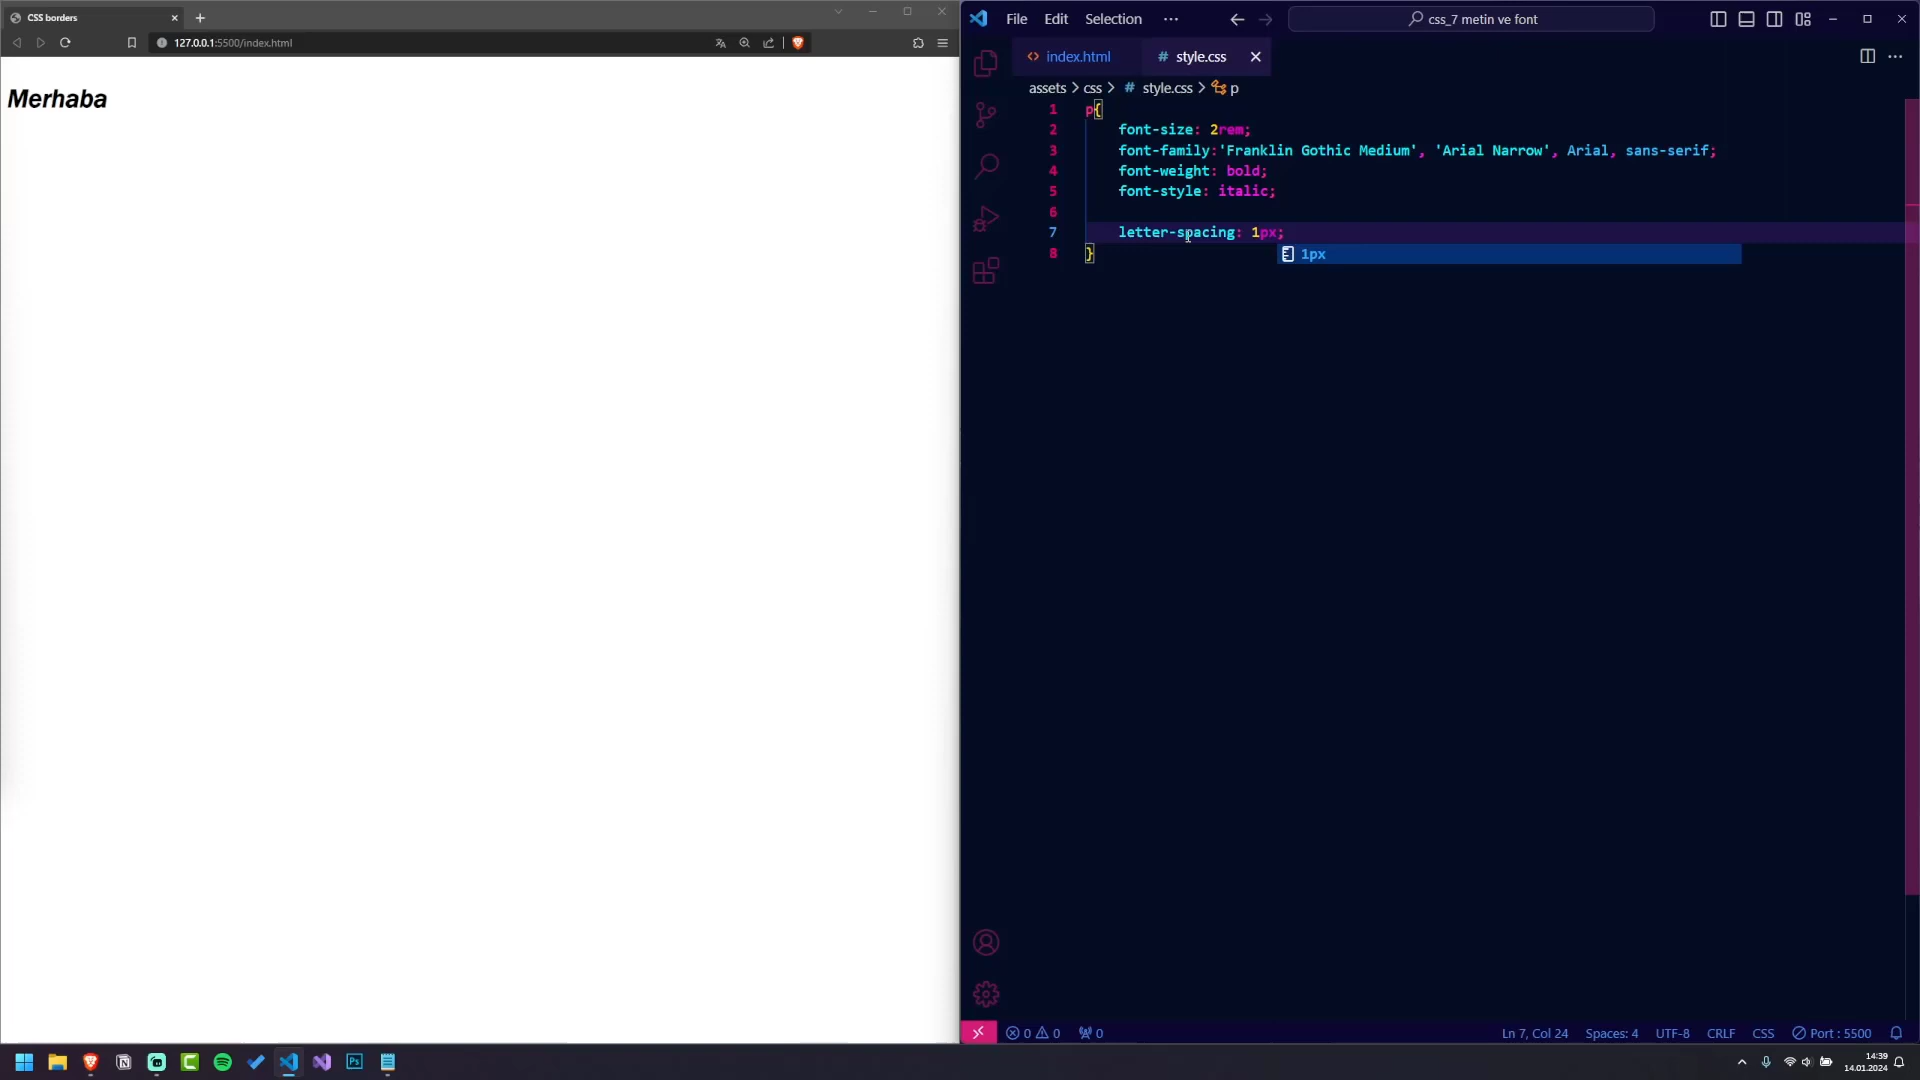 CSS borders
127.0.0.1:5500/index.html
Merhaba
File Edit Selection ···
css_7 metin ve font
index.html
# style.css
assets > css > # style.css > p
1 p{
2 font-size: 2rem;
3 font-family:'Franklin Gothic Medium', 'Arial Narrow', Arial, sans-serif;
4 font-weight: bold;
5 font-style: italic;
6
7 letter-spacing: 1px;
1px
8 }
0 0 0
Ln 7, Col 24 Spaces: 4 UTF-8 CRLF CSS Port : 5500
Ps
14:39
14.01.2024